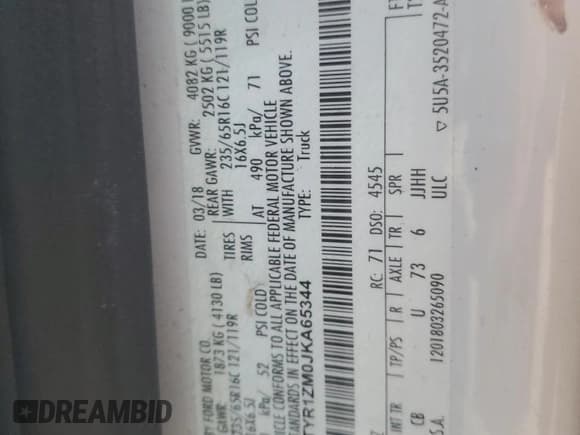 Y FORD MOTOR CO. DATE: 03/18 GVWR: 4082 KG ( 9000
GAWR: 1873 KG ( 4130 LB) REAR GAWR: 2502 KG ( 5515 LB)
235/65R16C 121/119R TIRES WITH 235/65R16C 121/119R
16X6.5J RIMS 16X6.5J
kPa/ 52 PSI COLD AT 490 kPa/ 71 PSI COL
VEHICLE CONFORMS TO ALL APPLICABLE FEDERAL MOTOR VEHICLE
STANDARDS IN EFFECT ON THE DATE OF MANUFACTURE SHOWN ABOVE.
TYR1ZM0JKA65344 TYPE: Truck
RC: 71 DSO: 4545
INT TR TP/PS R AXLE TR SPR
CB U 73 6 JJHH
S.A. 1201803265090 ULC ▽ 5U5A-3520472-A
DREAMBID